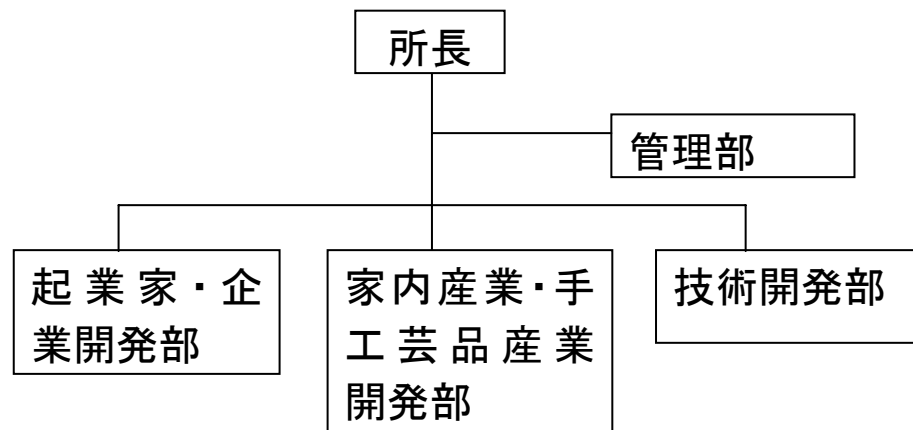 所長
管理部
起業家・企
業開発部
家内産業・手
工芸品産業
開発部
技術開発部